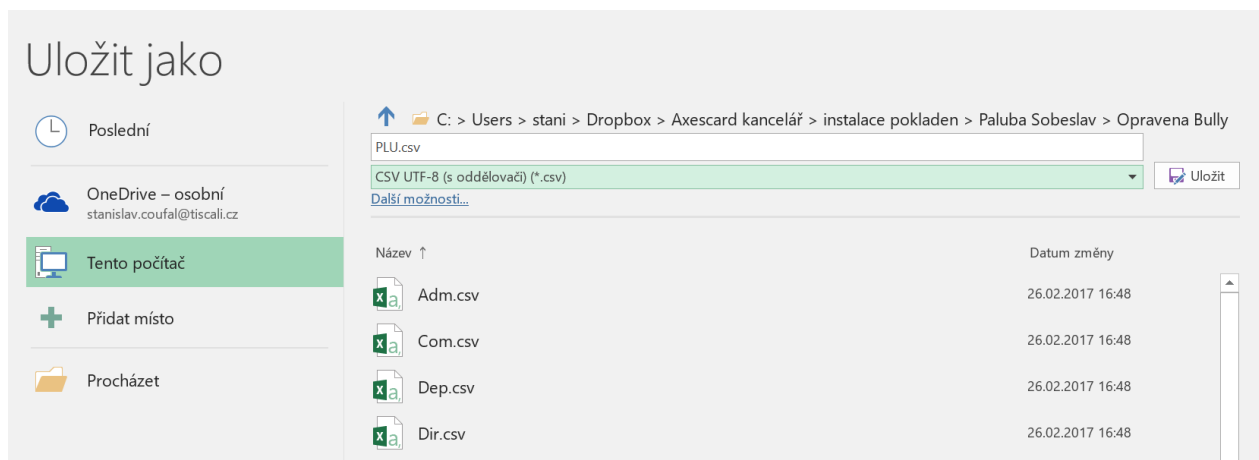 Uložit jako
Poslední
OneDrive – osobní
stanislav.coufal@tiscali.cz
Tento počítač
Přidat místo
Procházet
C: > Users > stani > Dropbox > Axescard kancelář > instalace pokladen > Paluba Sobeslav > Opravena Bully
PLU.csv
CSV UTF-8 (s oddělovači) (*.csv)
Uložit
Další možnosti...
Název ↑ Datum změny
Adm.csv 26.02.2017 16:48
Com.csv 26.02.2017 16:48
Dep.csv 26.02.2017 16:48
Dir.csv 26.02.2017 16:48